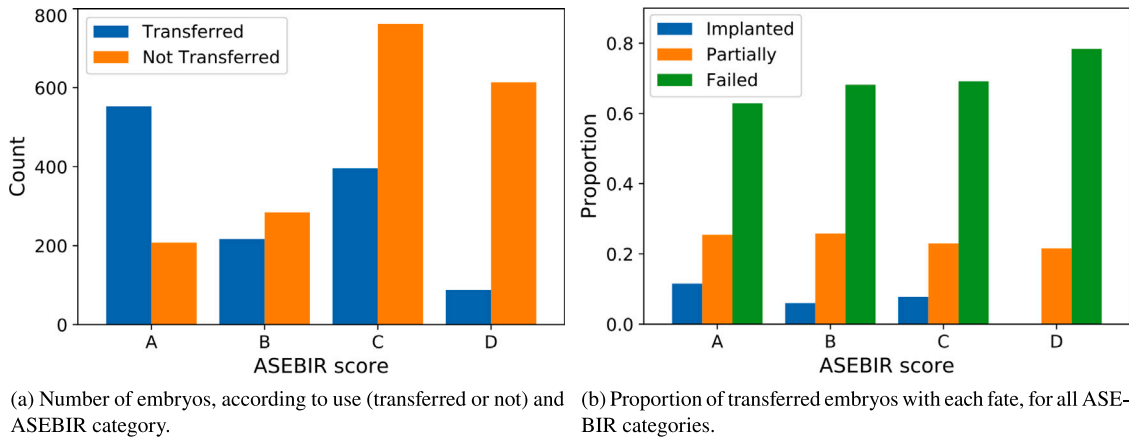 800
600
400
200
0
Count
Transferred
Not Transferred
A B C D
ASEBIR score
0.8
0.6
0.4
0.2
0.0
Proportion
Implanted
Partially
Failed
A B C D
ASEBIR score
(a) Number of embryos, according to use (transferred or not) and
ASEBIR category.
(b) Proportion of transferred embryos with each fate, for all ASE-
BIR categories.